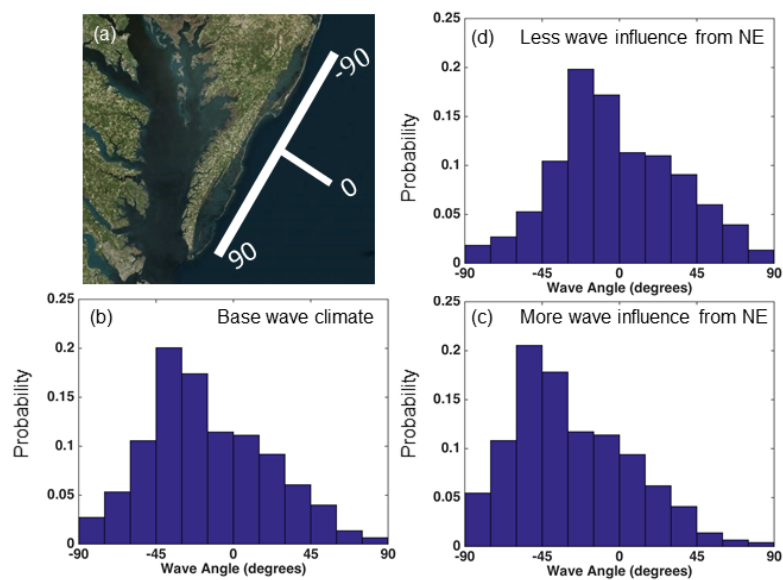 (a)
-90
0
90
(d) Less wave influence from NE
0.25
0.2
0.15
0.1
0.05
0
Probability
-90 -45 0 45 90
Wave Angle (degrees)
(b) Base wave climate
0.25
0.2
0.15
0.1
0.05
0
Probability
-90 -45 0 45 90
Wave Angle (degrees)
(c) More wave influence from NE
0.25
0.2
0.15
0.1
0.05
0
Probability
-90 -45 0 45 90
Wave Angle (degrees)